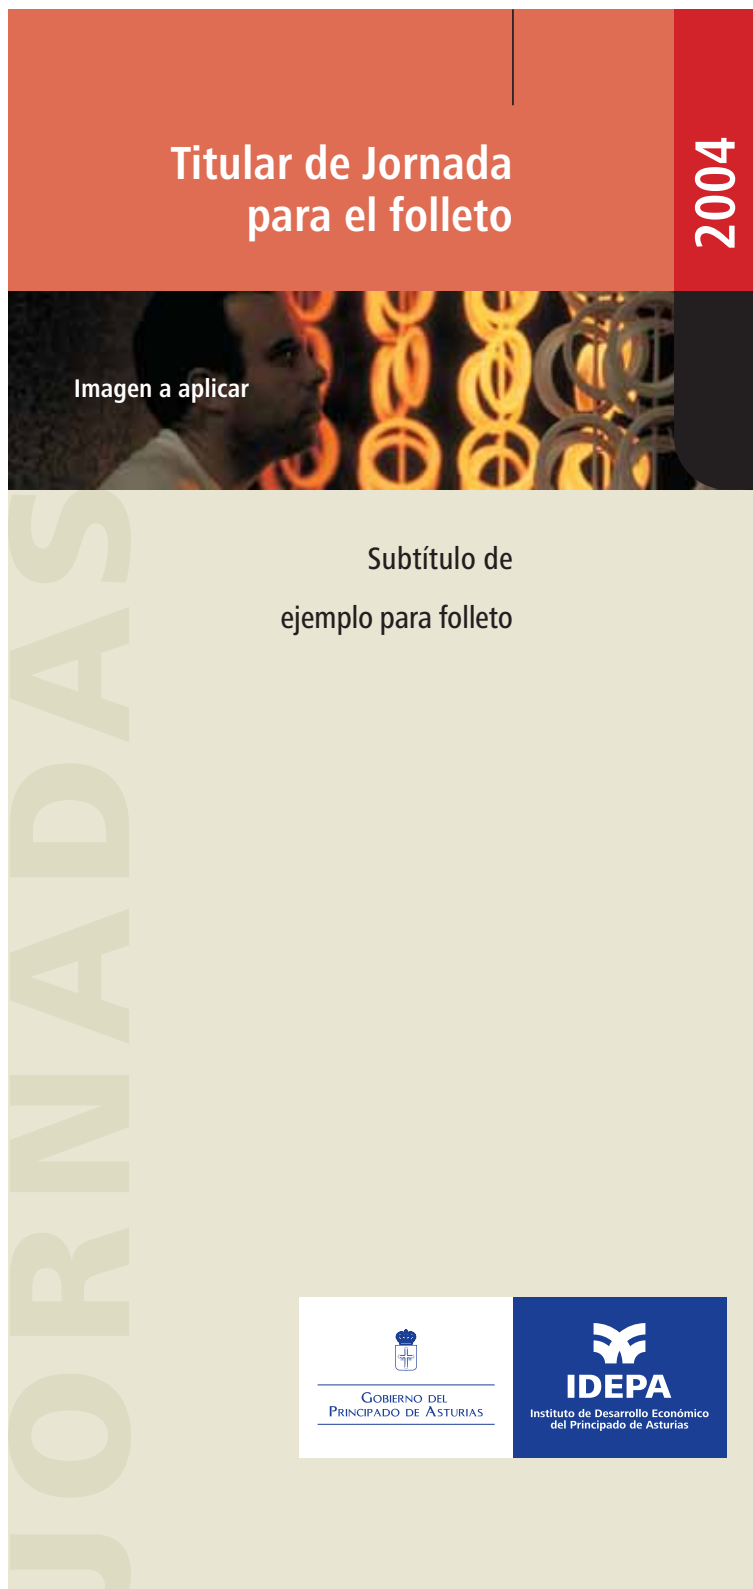 Titular de Jornada
para el folleto
2004
Imagen a aplicar
Subtítulo de
ejemplo para folleto
JORNADAS
GOBIERNO DEL
PRINCIPADO DE ASTURIAS
IDEPA
Instituto de Desarrollo Económico
del Principado de Asturias